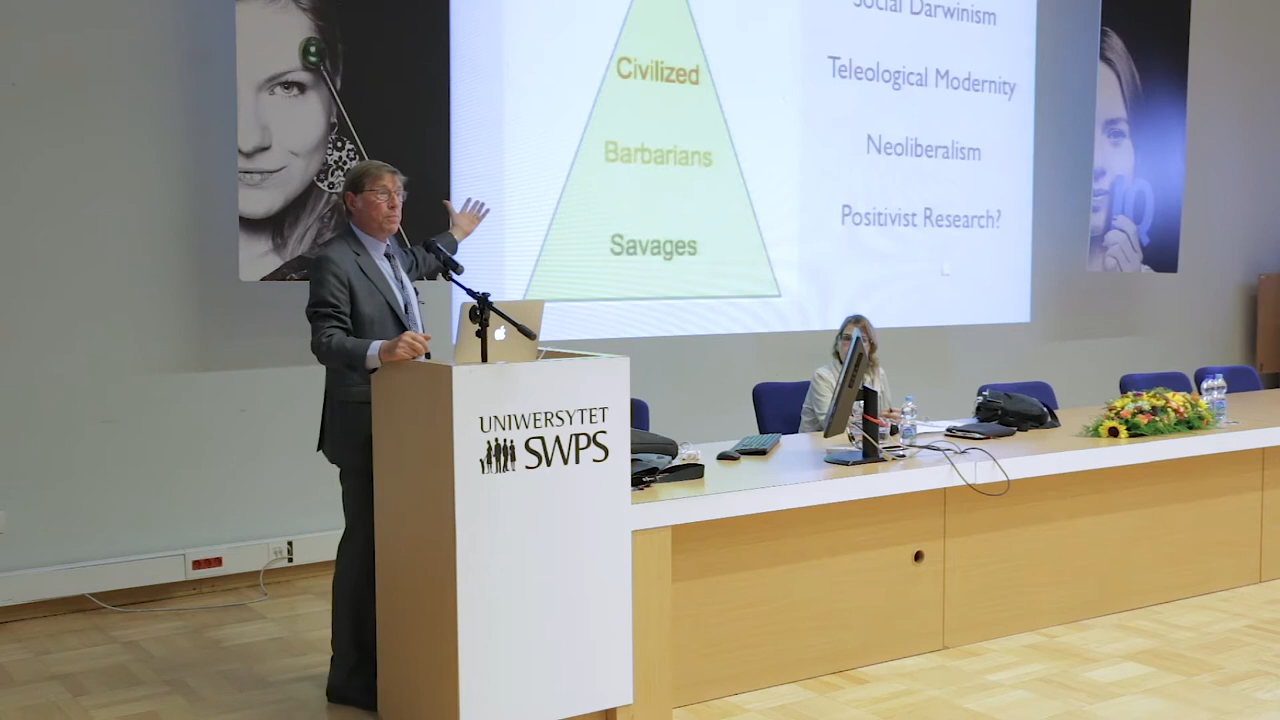 Social Darwinism
Civilized
Teleological Modernity
Barbarians
Neoliberalism
Savages
Positivist Research?
UNIWERSYTET
SWPS